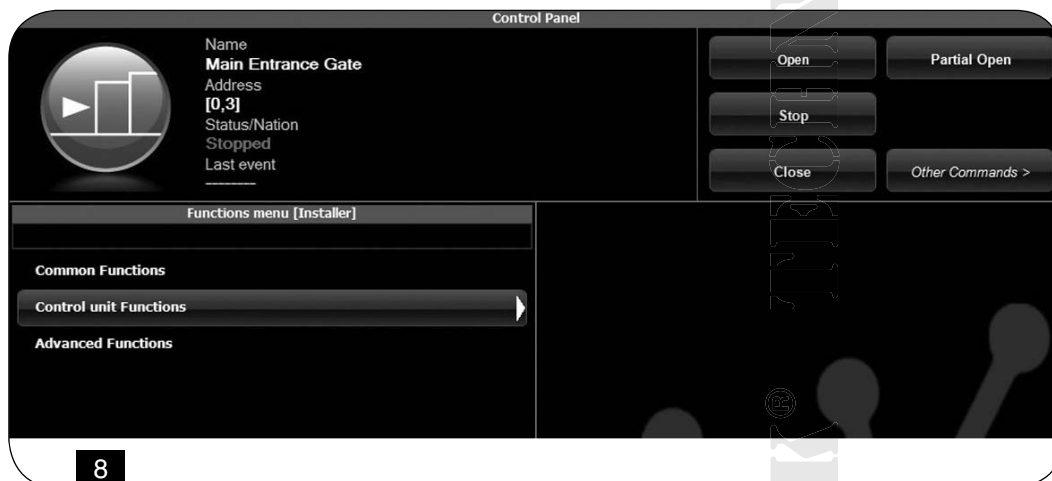 Control Panel
Name
Main Entrance Gate
Address
[0,3]
Status/Nation
Stopped
Last event
--------
Open
Partial Open
Stop
Close
Other Commands >
Functions menu [Installer]
Common Functions
Control unit Functions
Advanced Functions
8